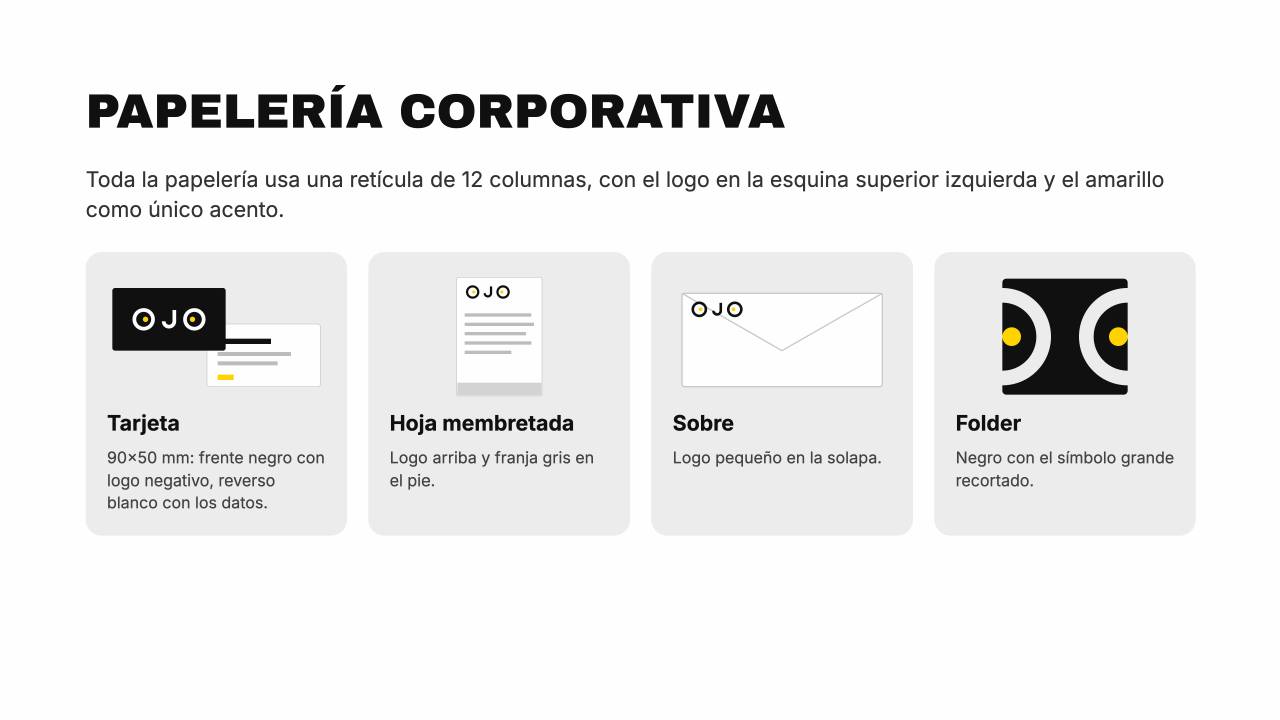 PAPELERÍA CORPORATIVA
Toda la papelería usa una retícula de 12 columnas, con el logo en la esquina superior izquierda y el amarillo
como único acento.
OJO
OJO
OJO
Tarjeta
90×50 mm: frente negro con
logo negativo, reverso
blanco con los datos.
Hoja membretada
Logo arriba y franja gris en
el pie.
Sobre
Logo pequeño en la solapa.
Folder
Negro con el símbolo grande
recortado.